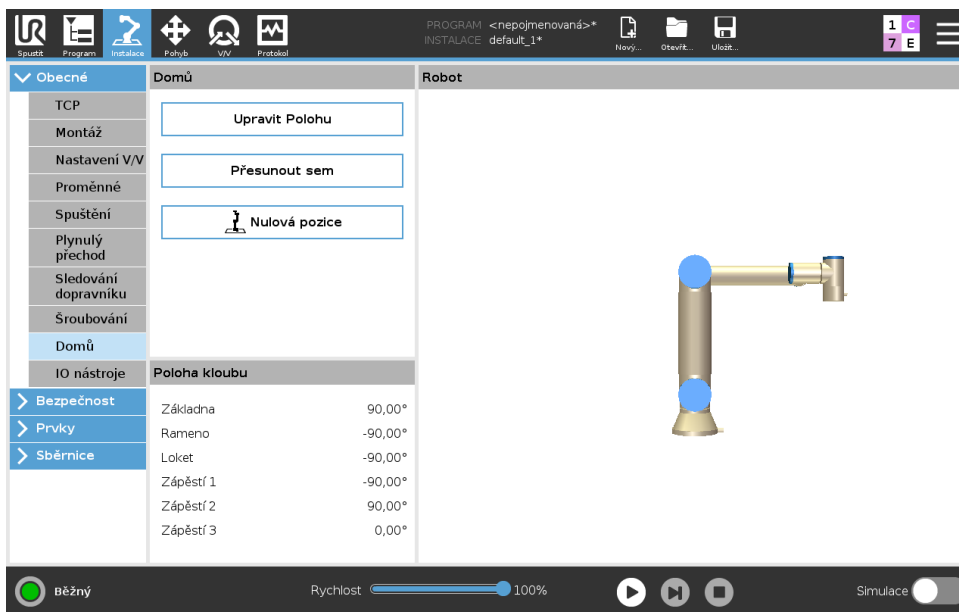 UR
PROGRAM <nepojmenovaná>*
INSTALACE default_1*
Spustit Program Instalace Pohyb V/V Protokol Nový... Otevřít... Uložit...
1 C
7 E
Obecné
TCP
Montáž
Nastavení V/V
Proměnné
Spuštění
Plynulý
přechod
Sledování
dopravníku
Šroubování
Domů
IO nástroje
Bezpečnost
Prvky
Sběrnice
Domů
Upravit Polohu
Přesunout sem
Nulová pozice
Poloha kloubu
Základna 90,00°
Rameno -90,00°
Loket -90,00°
Zápěstí 1 -90,00°
Zápěstí 2 90,00°
Zápěstí 3 0,00°
Robot
Běžný
Rychlost 100%
Simulace